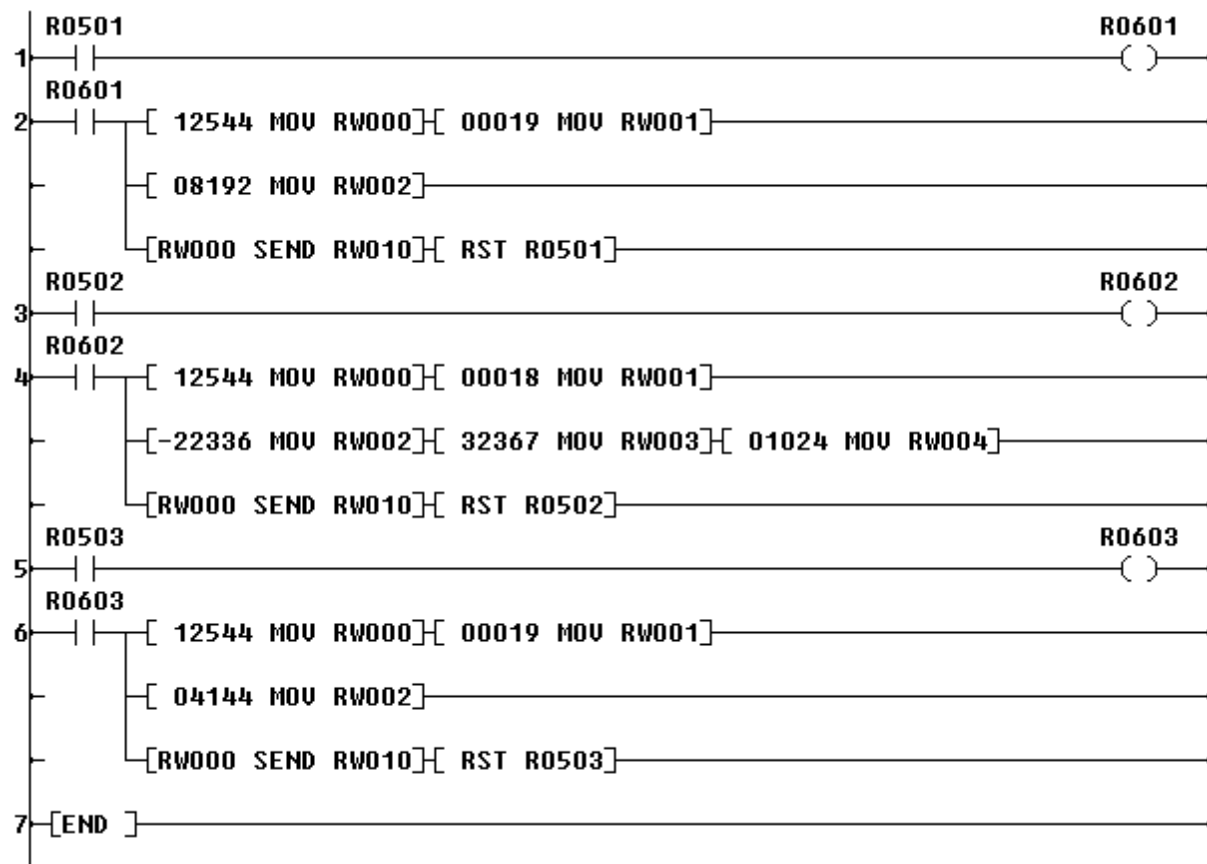 R0501 R0601
1
R0601
2 [ 12544 MOV RW000] [ 00019 MOV RW001]
[ 08192 MOV RW002]
[RW000 SEND RW010] [ RST R0501]
R0502 R0602
3
R0602
4 [ 12544 MOV RW000] [ 00018 MOV RW001]
[-22336 MOV RW002] [ 32367 MOV RW003] [ 01024 MOV RW004]
[RW000 SEND RW010] [ RST R0502]
R0503 R0603
5
R0603
6 [ 12544 MOV RW000] [ 00019 MOV RW001]
[ 04144 MOV RW002]
[RW000 SEND RW010] [ RST R0503]
7 [END ]